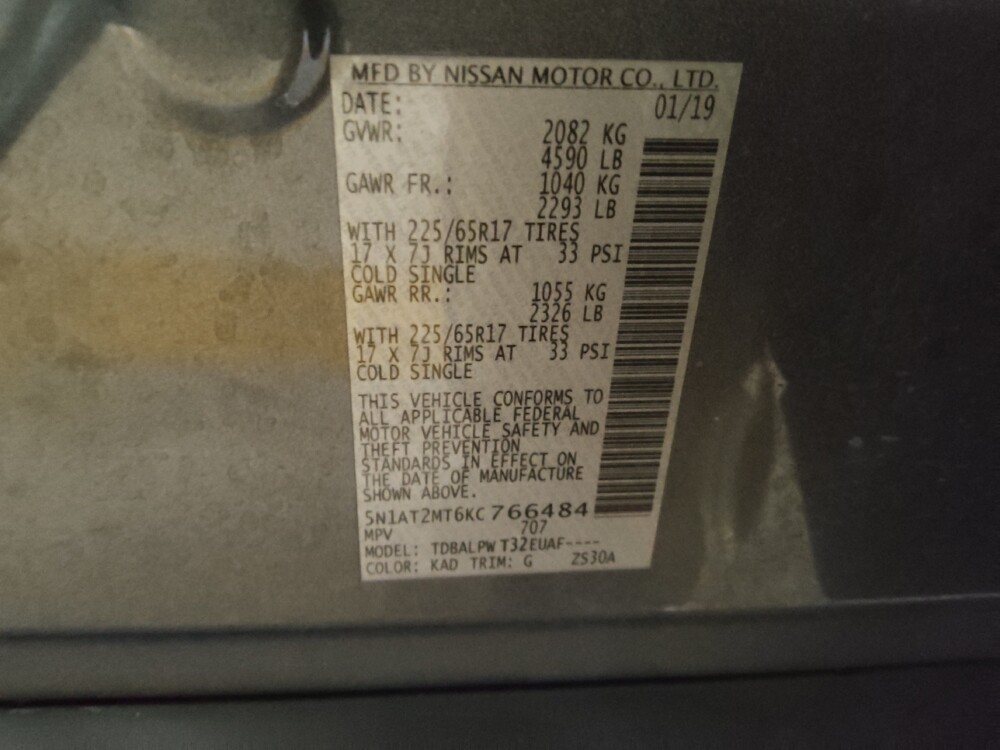 MFD BY NISSAN MOTOR CO., LTD.
DATE: 01/19
GVWR: 2082 KG
4590 LB
GAWR FR.: 1040 KG
2293 LB
WITH 225/65R17 TIRES
17 X 7J RIMS AT 33 PSI
COLD SINGLE
GAWR RR.: 1055 KG
2326 LB
WITH 225/65R17 TIRES
17 X 7J RIMS AT 33 PSI
COLD SINGLE
THIS VEHICLE CONFORMS TO
ALL APPLICABLE FEDERAL
MOTOR VEHICLE SAFETY AND
THEFT PREVENTION
STANDARDS IN EFFECT ON
THE DATE OF MANUFACTURE
SHOWN ABOVE.
5N1AT2MT6KC 766484
MPV 707
MODEL: TDBALPW T32EUAF----
COLOR: KAD TRIM: G ZS30A